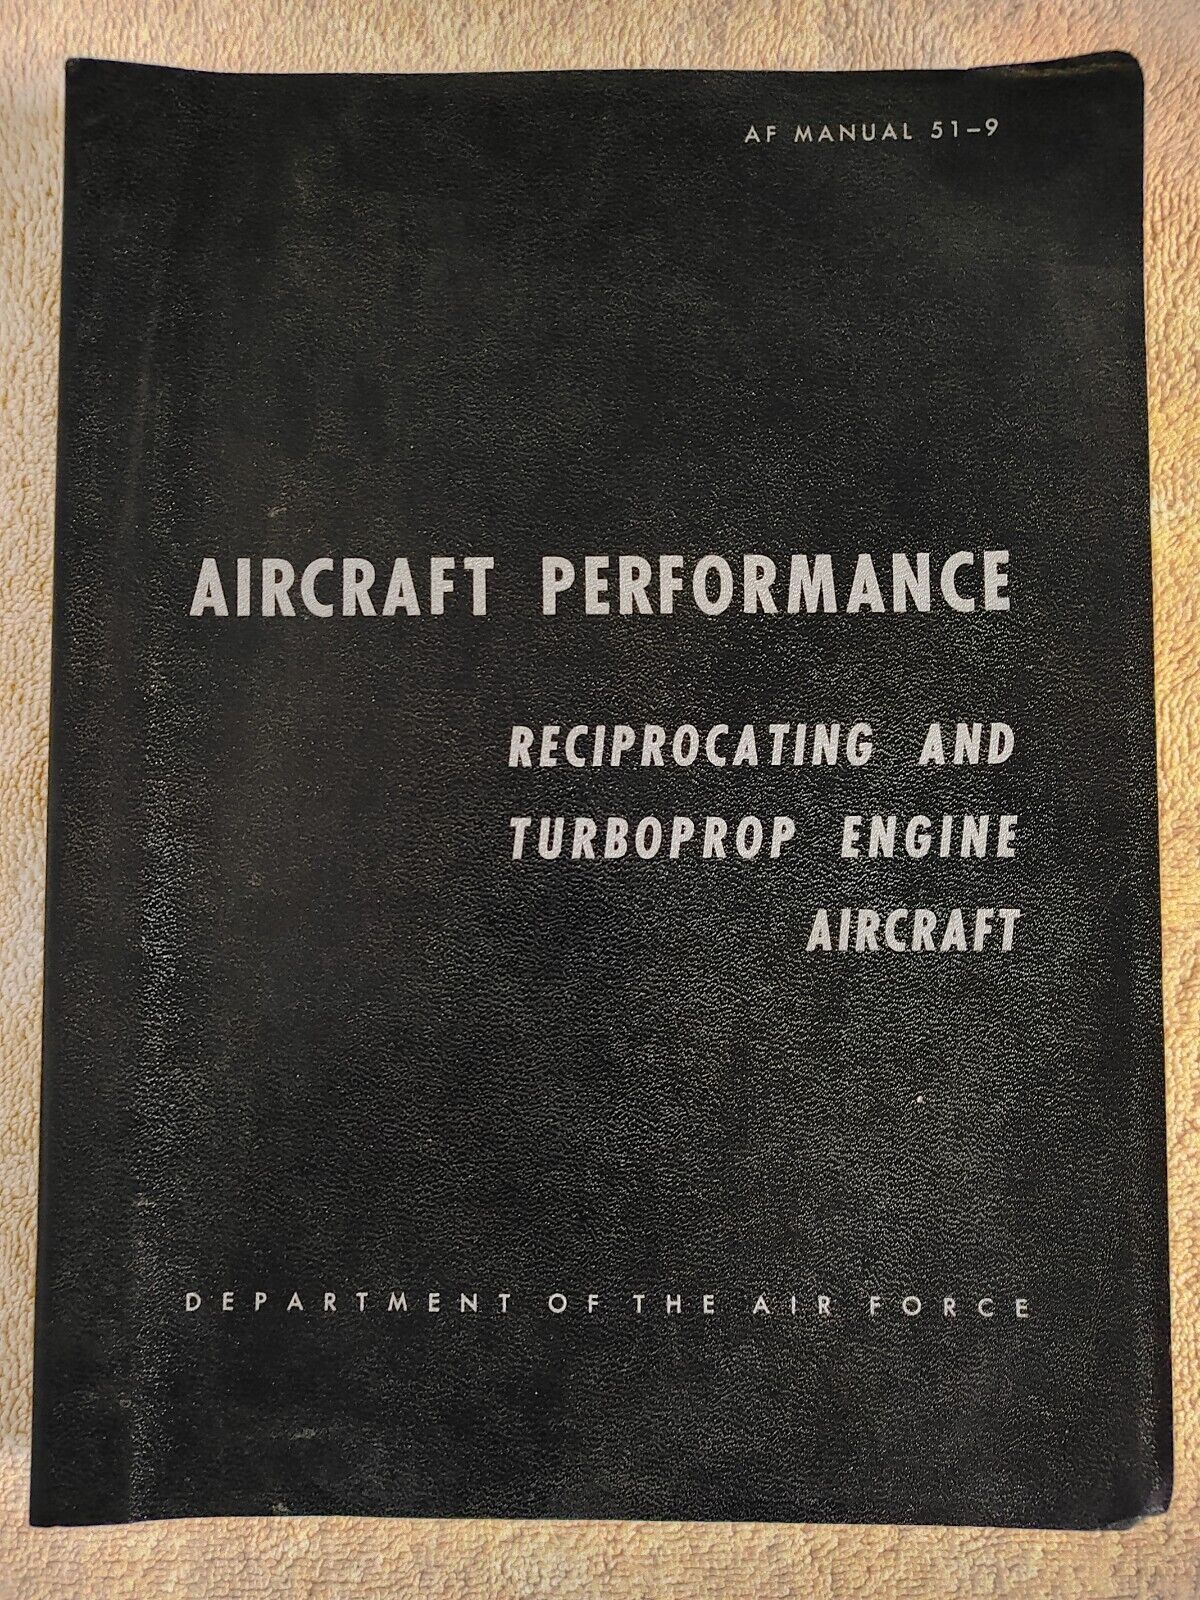 AF MANUAL 51-9
AIRCRAFT PERFORMANCE
RECIPROCATING AND
TURBOPROP ENGINE
AIRCRAFT
DEPARTMENT OF THE AIR FORCE